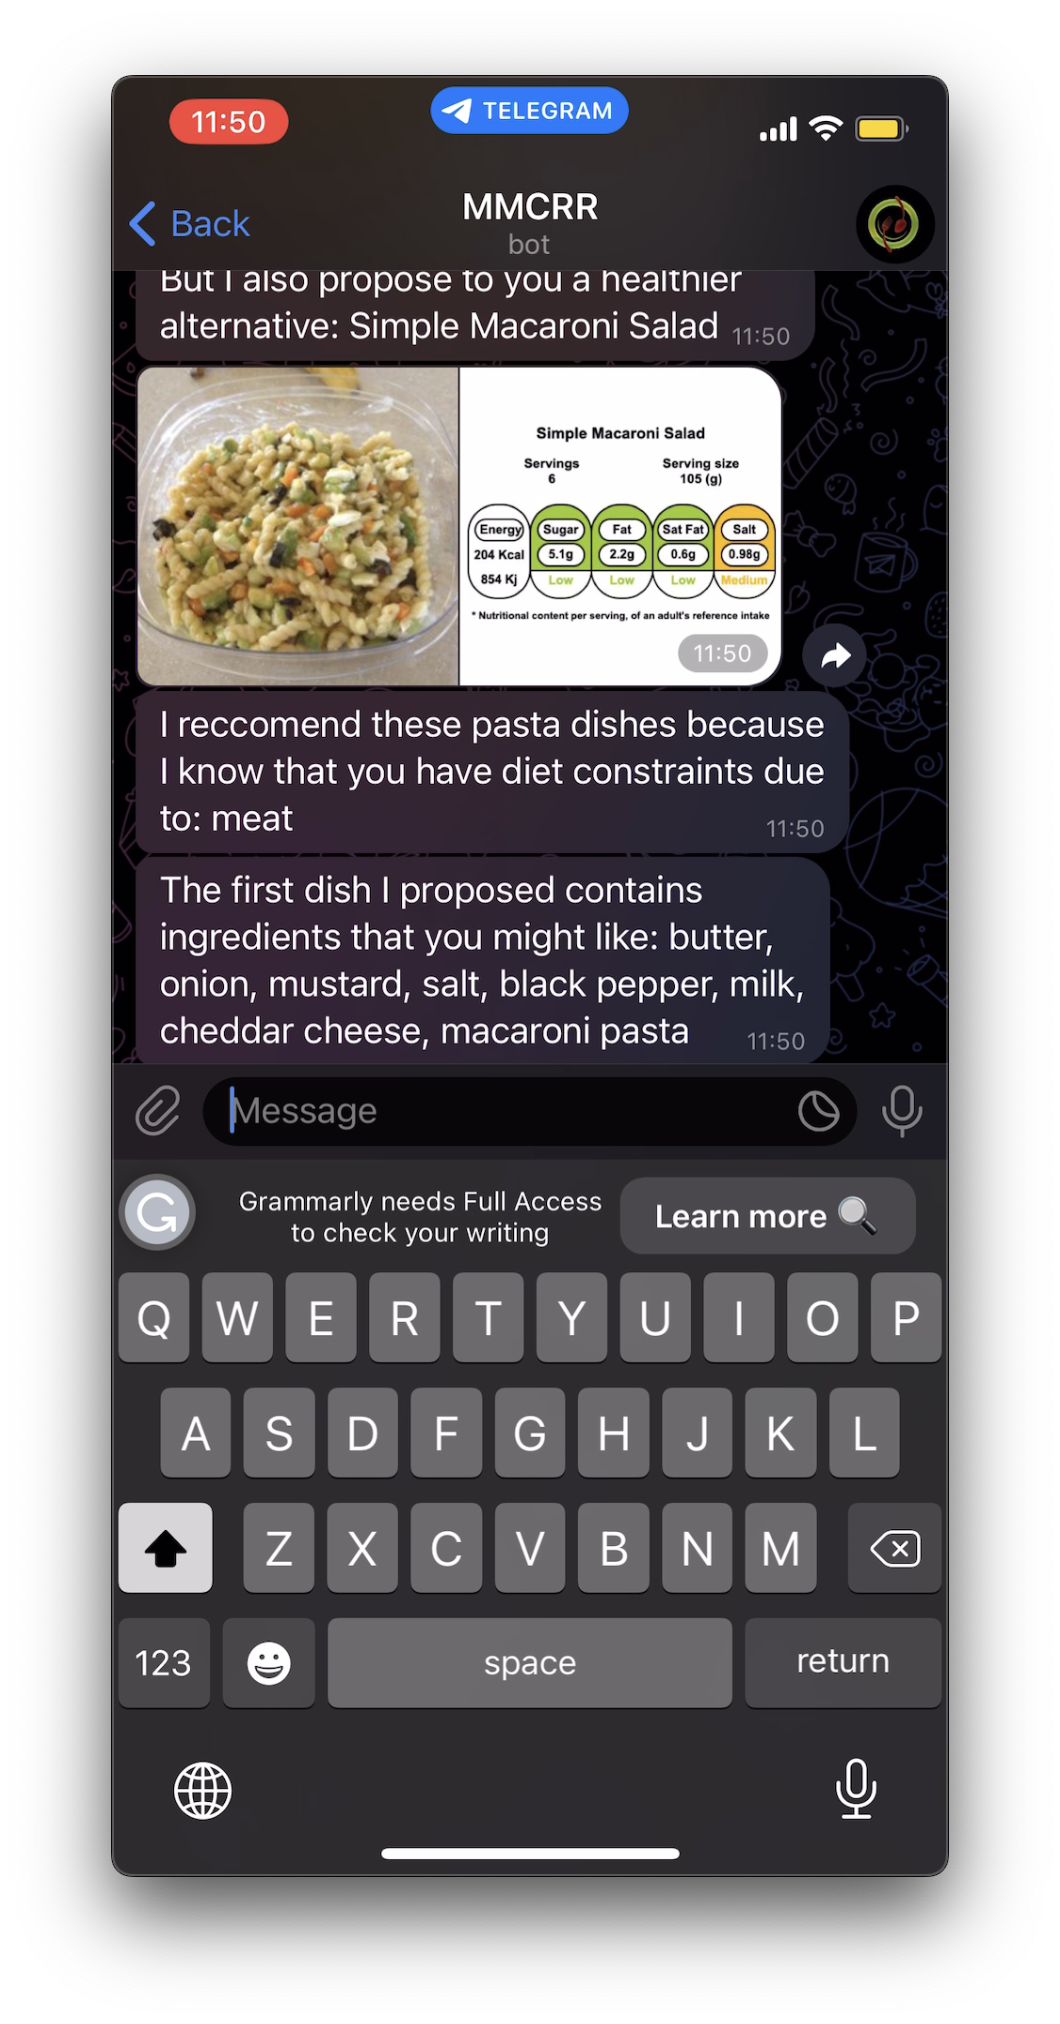 11:50
TELEGRAM
Back
MMCRR
bot
But I also propose to you a healthier
alternative: Simple Macaroni Salad 11:50
Simple Macaroni Salad
Servings Serving size
6 105 (g)
Energy Sugar Fat Sat Fat Salt
204 Kcal 5.1g 2.2g 0.6g 0.98g
854 Kj Low Low Low Medium
* Nutritional content per serving, of an adult's reference intake
11:50
I reccomend these pasta dishes because
I know that you have diet constraints due
to: meat 11:50
The first dish I proposed contains
ingredients that you might like: butter,
onion, mustard, salt, black pepper, milk,
cheddar cheese, macaroni pasta 11:50
Message
Grammarly needs Full Access
to check your writing
Learn more
Q W E R T Y U I O P
A S D F G H J K L
Z X C V B N M
123 space return